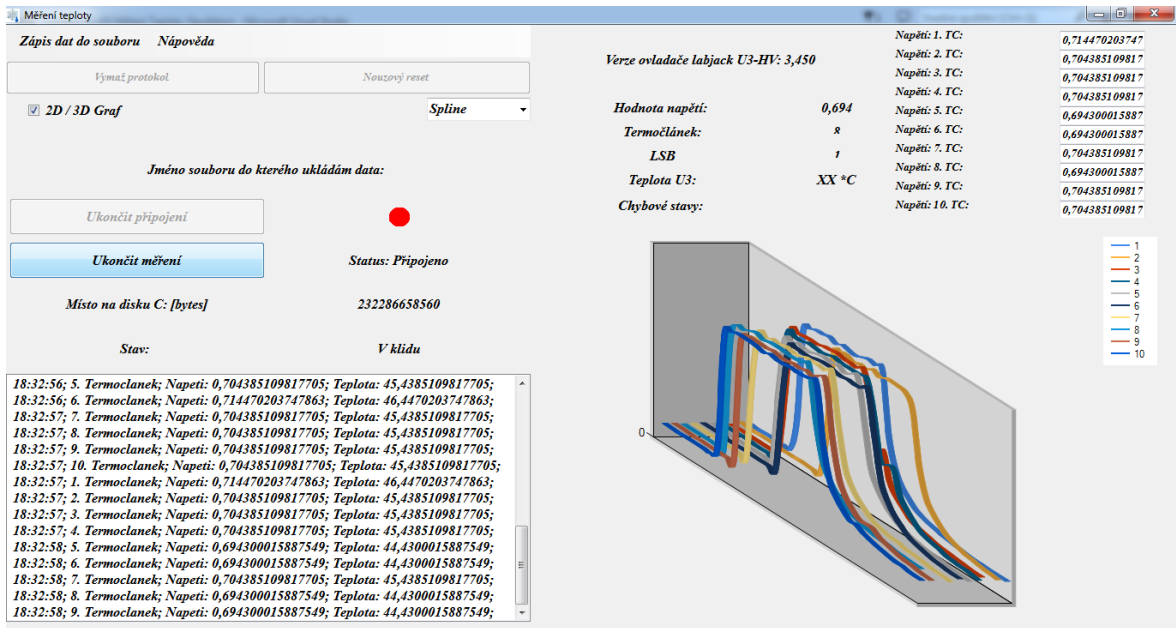 Měření teploty
Zápis dat do souboru Nápověda
Vymaž protokol Nouzový reset
2D / 3D Graf Spline
Jméno souboru do kterého ukládám data:
Ukončit připojení
Ukončit měření Status: Připojeno
Místo na disku C: [bytes] 232286658560
Stav: V klidu
18:32:56; 5. Termoclanek; Napeti: 0,704385109817705; Teplota: 45,4385109817705;
18:32:56; 6. Termoclanek; Napeti: 0,714470203747863; Teplota: 46,4470203747863;
18:32:57; 7. Termoclanek; Napeti: 0,704385109817705; Teplota: 45,4385109817705;
18:32:57; 8. Termoclanek; Napeti: 0,704385109817705; Teplota: 45,4385109817705;
18:32:57; 9. Termoclanek; Napeti: 0,704385109817705; Teplota: 45,4385109817705;
18:32:57; 10. Termoclanek; Napeti: 0,704385109817705; Teplota: 45,4385109817705;
18:32:57; 1. Termoclanek; Napeti: 0,714470203747863; Teplota: 46,4470203747863;
18:32:57; 2. Termoclanek; Napeti: 0,704385109817705; Teplota: 45,4385109817705;
18:32:57; 3. Termoclanek; Napeti: 0,704385109817705; Teplota: 45,4385109817705;
18:32:57; 4. Termoclanek; Napeti: 0,704385109817705; Teplota: 45,4385109817705;
18:32:58; 5. Termoclanek; Napeti: 0,694300015887549; Teplota: 44,4300015887549;
18:32:58; 6. Termoclanek; Napeti: 0,694300015887549; Teplota: 44,4300015887549;
18:32:58; 7. Termoclanek; Napeti: 0,704385109817705; Teplota: 45,4385109817705;
18:32:58; 8. Termoclanek; Napeti: 0,694300015887549; Teplota: 44,4300015887549;
18:32:58; 9. Termoclanek; Napeti: 0,694300015887549; Teplota: 44,4300015887549;
Verze ovladače labjack U3-HV: 3,450
Hodnota napětí: 0,694
Termočlánek: 8
LSB 1
Teplota U3: XX *C
Chybové stavy:
Napětí: 1. TC: 0,714470203747
Napětí: 2. TC: 0,704385109817
Napětí: 3. TC: 0,704385109817
Napětí: 4. TC: 0,704385109817
Napětí: 5. TC: 0,694300015887
Napětí: 6. TC: 0,694300015887
Napětí: 7. TC: 0,704385109817
Napětí: 8. TC: 0,694300015887
Napětí: 9. TC: 0,704385109817
Napětí: 10. TC: 0,704385109817
0
1
2
3
4
5
6
7
8
9
10